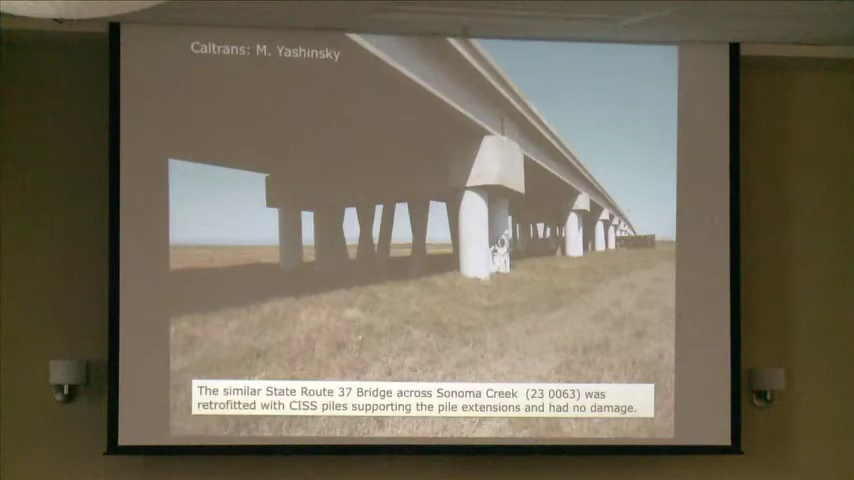 Caltrans: M. Yashinsky
The similar State Route 37 Bridge across Sonoma Creek (23 0063) was
retrofitted with CISS piles supporting the pile extensions and had no damage.